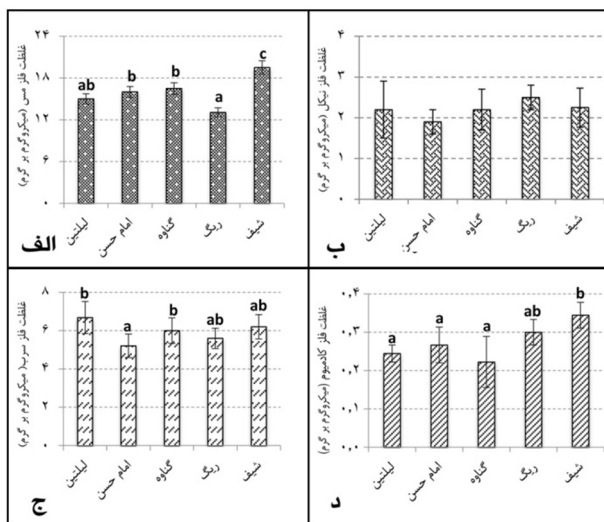 غلظت فلز مس (میکروگرم بر گرم)
۲۴
۱۸
۱۲
۶
۰
ab
b
b
a
c
لیلتین
امام حسن
گناوه
ریگ
شیف
الف
غلظت فلز نیکل (میکروگرم بر گرم)
۴
۳
۲
۱
۰
لیلتین
امام حسن
گناوه
ریگ
شیف
ب
غلظت فلز سرب( میکروگرم بر گرم)
۸
۶
۴
۲
۰
b
a
b
ab
ab
لیلتین
امام حسن
گناوه
ریگ
شیف
ج
غلظت فلز کادمیوم (میکروگرم بر گرم)
۰,۴
۰,۳
۰,۲
۰,۱
۰,۰
a
a
a
ab
b
لیلتین
امام حسن
گناوه
ریگ
شیف
د